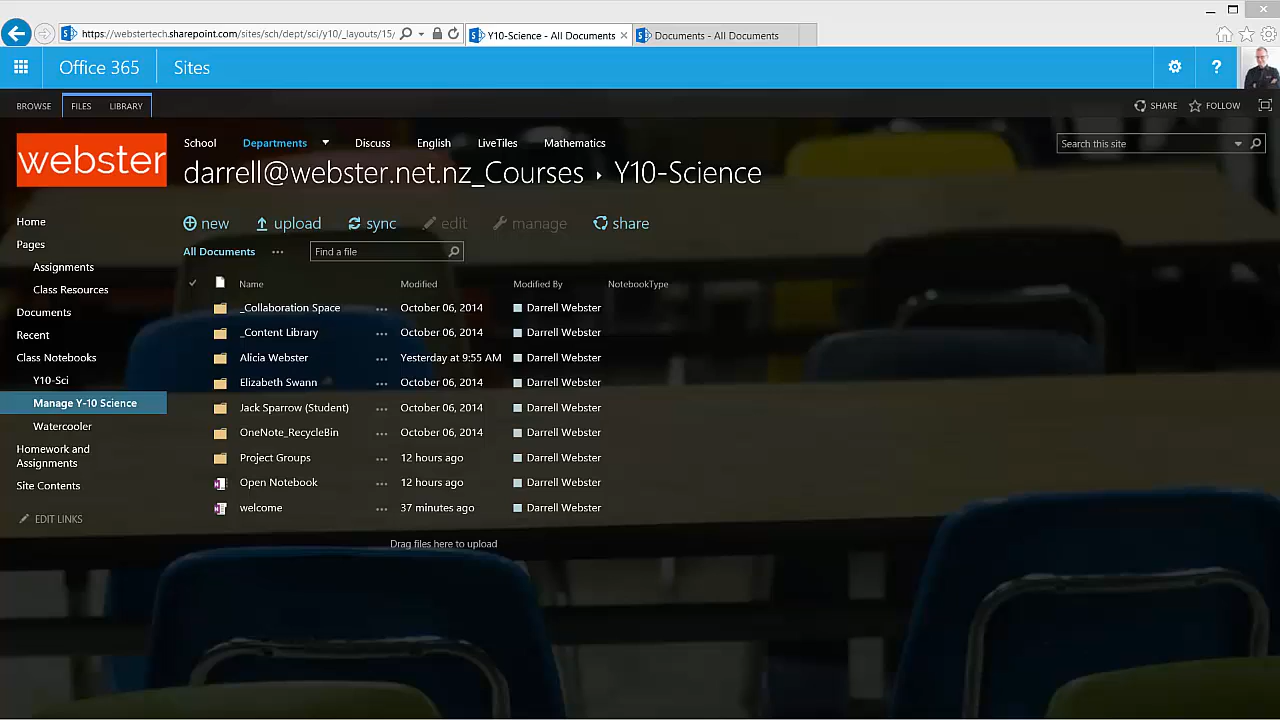 https://webstertech.sharepoint.com/sites/sch/dept/sci/y10/_layouts/15/
Y10-Science - All Documents
Documents - All Documents
Office 365
Sites
?
BROWSE
FILES
LIBRARY
SHARE
FOLLOW
webster
School
Departments
Discuss
English
LiveTiles
Mathematics
Search this site
darrell@webster.net.nz_Courses ▸ Y10-Science
new
upload
sync
edit
manage
share
All Documents
...
Find a file
Home
Pages
Assignments
Class Resources
Documents
Recent
Class Notebooks
Y10-Sci
Manage Y-10 Science
Watercooler
Homework and
Assignments
Site Contents
EDIT LINKS
Name Modified Modified By NotebookType
_Collaboration Space ... October 06, 2014 Darrell Webster
_Content Library ... October 06, 2014 Darrell Webster
Alicia Webster ... Yesterday at 9:55 AM Darrell Webster
Elizabeth Swann ... October 06, 2014 Darrell Webster
Jack Sparrow (Student) ... October 06, 2014 Darrell Webster
OneNote_RecycleBin ... October 06, 2014 Darrell Webster
Project Groups ... 12 hours ago Darrell Webster
Open Notebook ... 12 hours ago Darrell Webster
welcome ... 37 minutes ago Darrell Webster
Drag files here to upload